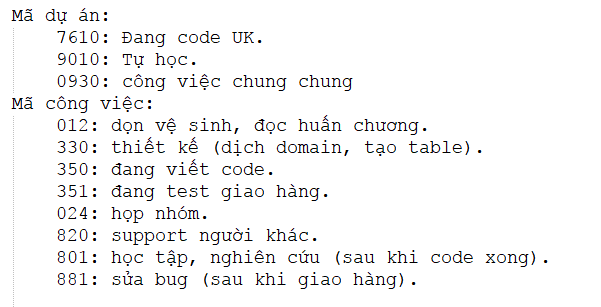 Mã dự án:
7610: Đang code UK.
9010: Tự học.
0930: công việc chung chung
Mã công việc:
012: dọn vệ sinh, đọc huấn chương.
330: thiết kế (dịch domain, tạo table).
350: đang viết code.
351: đang test giao hàng.
024: họp nhóm.
820: support người khác.
801: học tập, nghiên cứu (sau khi code xong).
881: sửa bug (sau khi giao hàng).